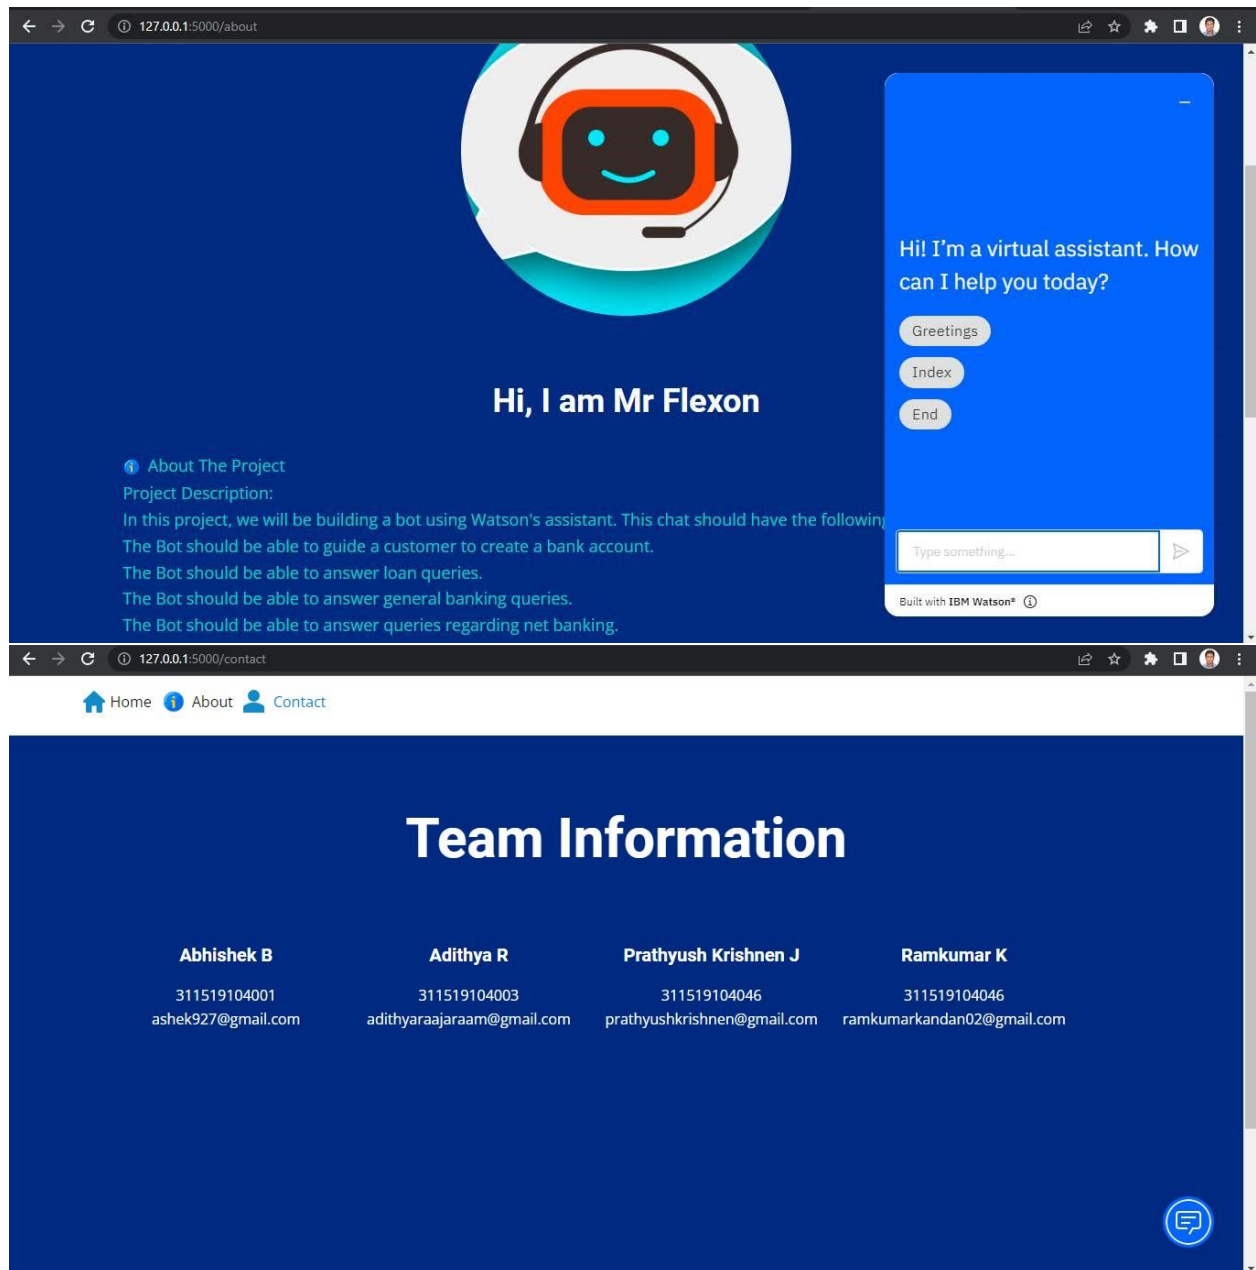 127.0.0.1:5000/about
Hi! I'm a virtual assistant. How
can I help you today?
Greetings
Index
End
Type something...
Built with IBM Watson®
Hi, I am Mr Flexon
About The Project
Project Description:
In this project, we will be building a bot using Watson's assistant. This chat should have the following
The Bot should be able to guide a customer to create a bank account.
The Bot should be able to answer loan queries.
The Bot should be able to answer general banking queries.
The Bot should be able to answer queries regarding net banking.
127.0.0.1:5000/contact
Home About Contact
Team Information
Abhishek B
311519104001
ashek927@gmail.com
Adithya R
311519104003
adithyaraajaraam@gmail.com
Prathyush Krishnen J
311519104046
prathyushkrishnen@gmail.com
Ramkumar K
311519104046
ramkumarkandan02@gmail.com